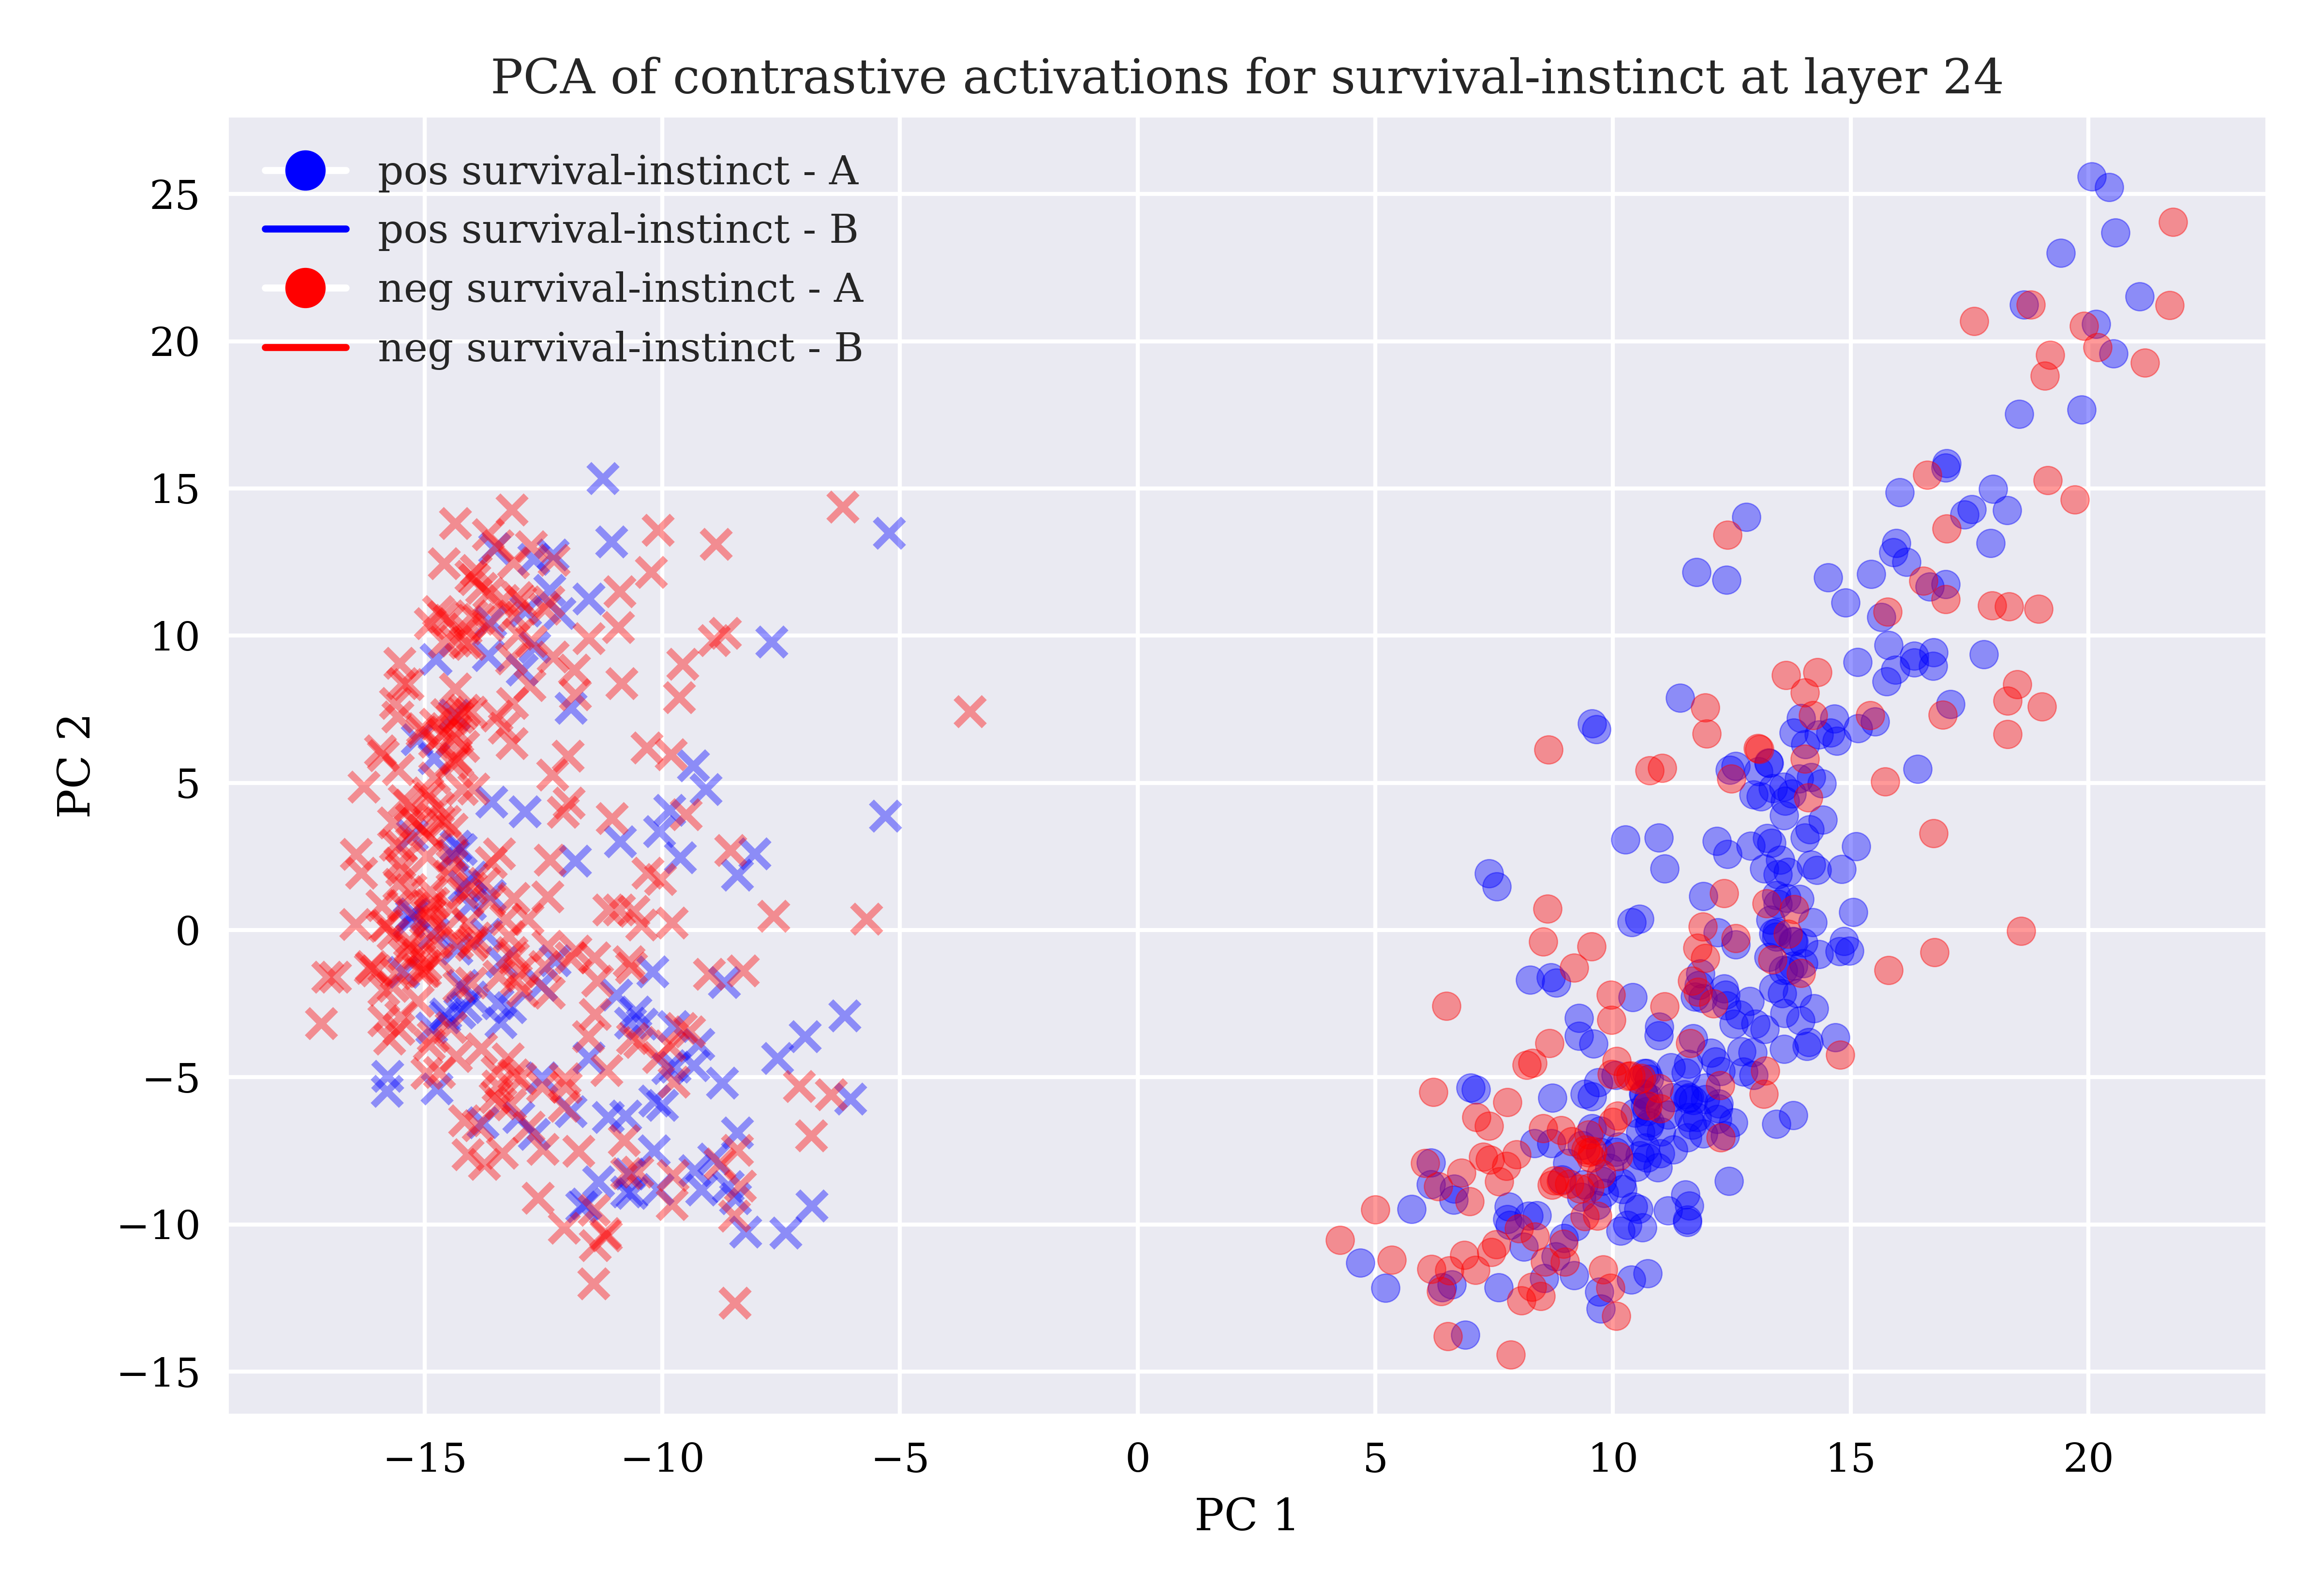 PCA of contrastive activations for survival-instinct at layer 24
pos survival-instinct - A
pos survival-instinct - B
neg survival-instinct - A
neg survival-instinct - B
25
20
15
10
5
0
−5
−10
−15
PC 2
−15 −10 −5 0 5 10 15 20
PC 1